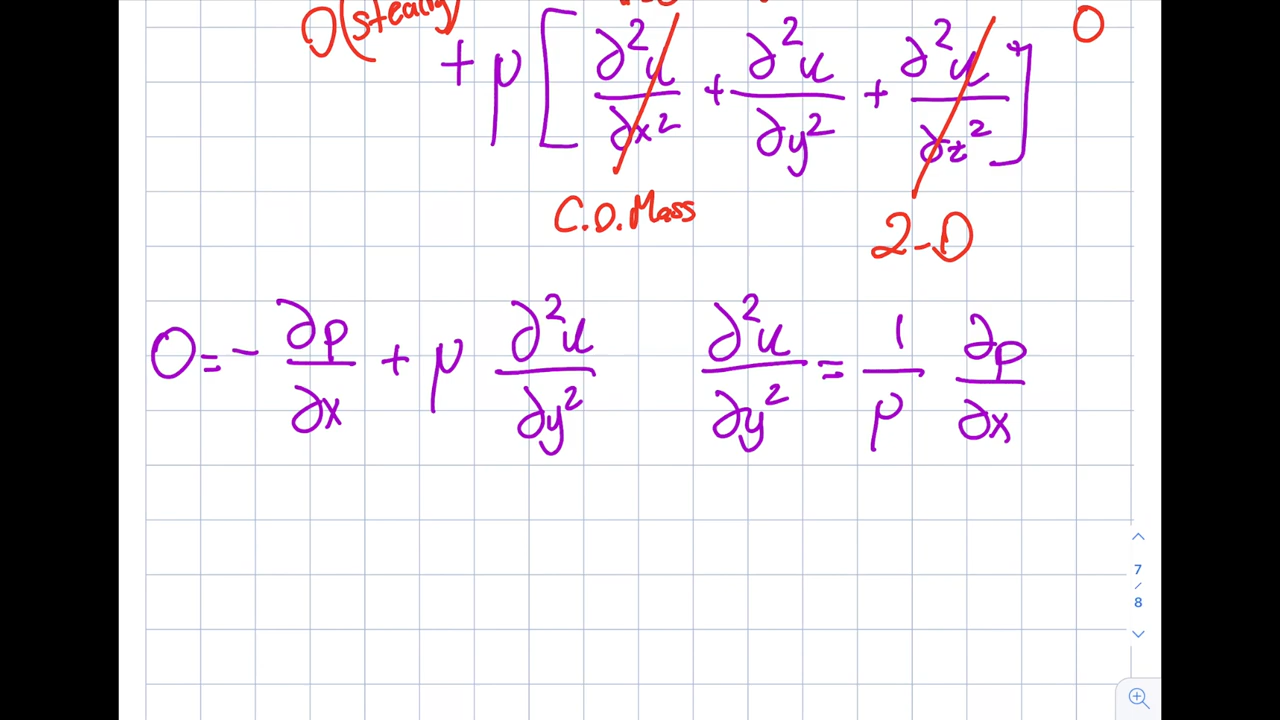 0 (steady)
+ μ [ ∂²u/∂x² + ∂²u/∂y² + ∂²u/∂z² ] 0
C.O. Mass 2-D
0 = - ∂p/∂x + μ ∂²u/∂y² ∂²u/∂y² = 1/μ ∂p/∂x
7
/
8